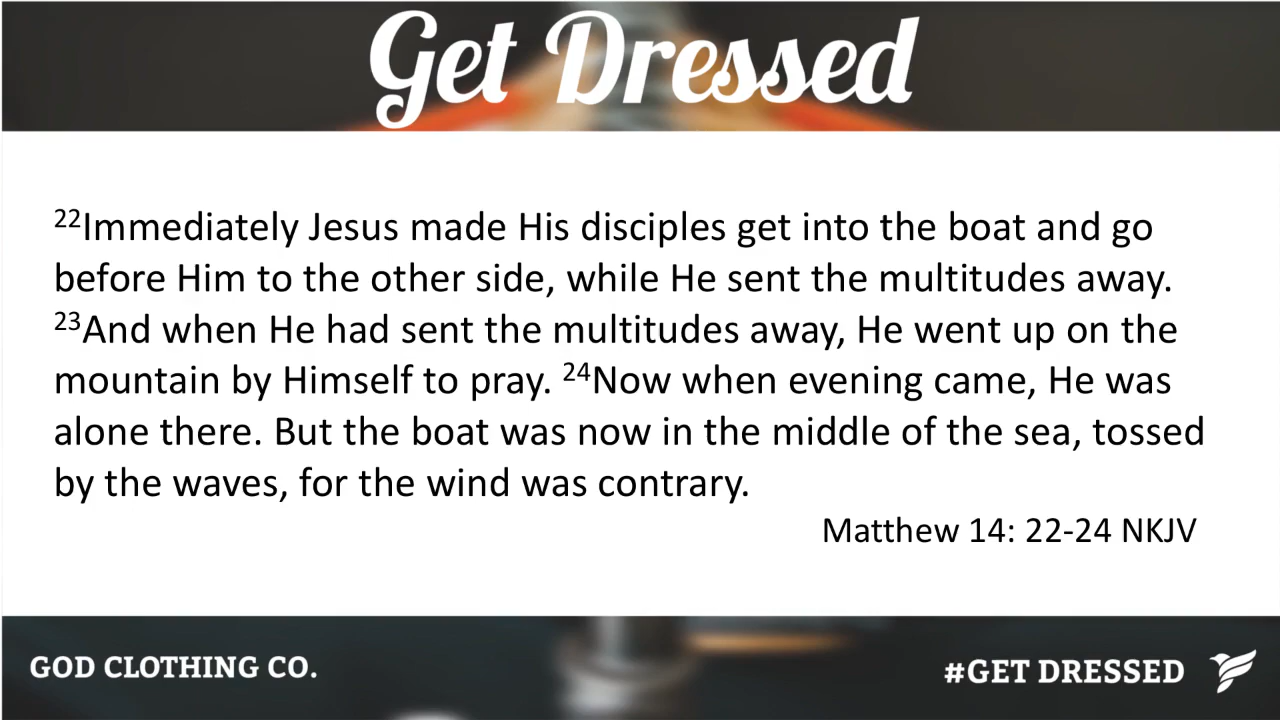 Get Dressed
22Immediately Jesus made His disciples get into the boat and go
before Him to the other side, while He sent the multitudes away.
23And when He had sent the multitudes away, He went up on the
mountain by Himself to pray. 24Now when evening came, He was
alone there. But the boat was now in the middle of the sea, tossed
by the waves, for the wind was contrary.
Matthew 14: 22-24 NKJV
GOD CLOTHING CO.
#GET DRESSED